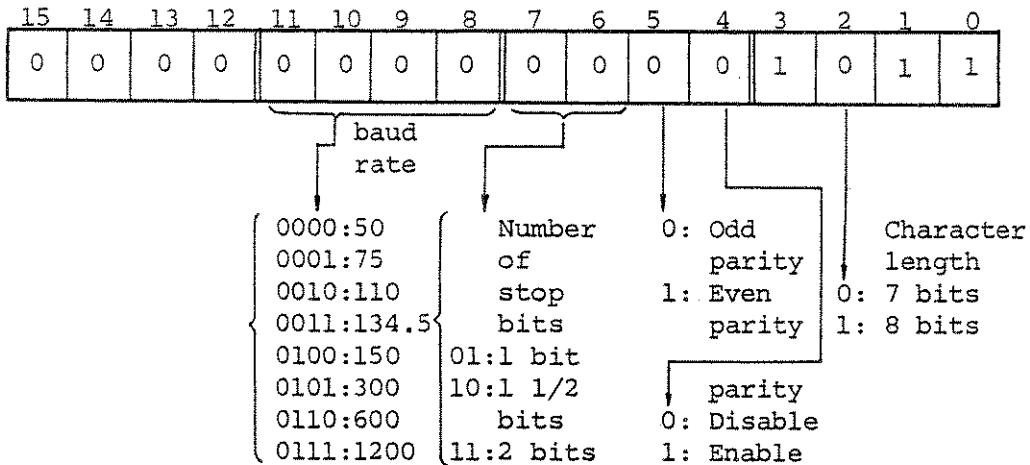 15 14 13 12 11 10 9 8 7 6 5 4 3 2 1 0
0 0 0 0 0 0 0 0 0 0 0 0 1 0 1 1
baud
rate
0000:50
0001:75
0010:110
0011:134.5
0100:150
0101:300
0110:600
0111:1200
Number
of
stop
bits
01:1 bit
10:1 1/2
bits
11:2 bits
0: Odd
parity
1: Even
parity
parity
0: Disable
1: Enable
Character
length
0: 7 bits
1: 8 bits